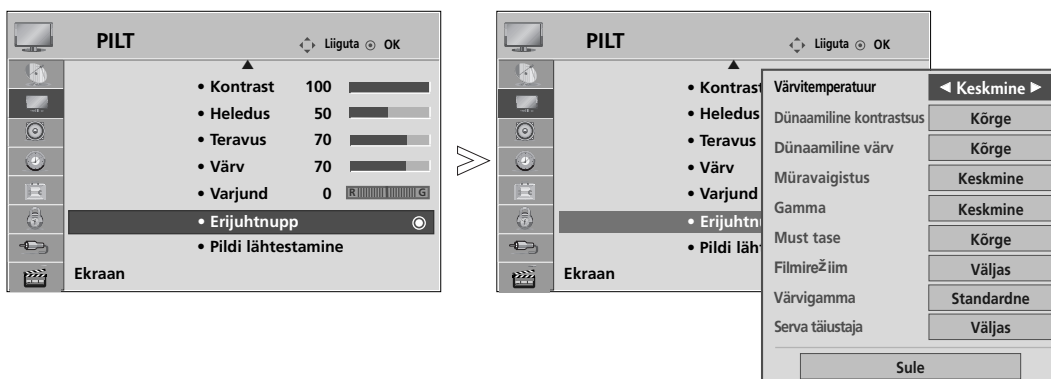 PILT
Liiguta OK
• Kontrast 100
• Heledus 50
• Teravus 70
• Värv 70
• Varjund 0 R G
• Erijuhtnupp
• Pildi lähtestamine
Ekraan
PILT
Liiguta OK
• Kontrast
• Heledus
• Teravus
• Värv
• Varjund
• Erijuhtnu
• Pildi läh
Ekraan
Värvitemperatuur ◄ Keskmine ►
Dünaamiline kontrastsus Kõrge
Dünaamiline värv Kõrge
Müravaigistus Keskmine
Gamma Keskmine
Must tase Kõrge
Filmirežiim Väljas
Värvigamma Standardne
Serva täiustaja Väljas
Sule